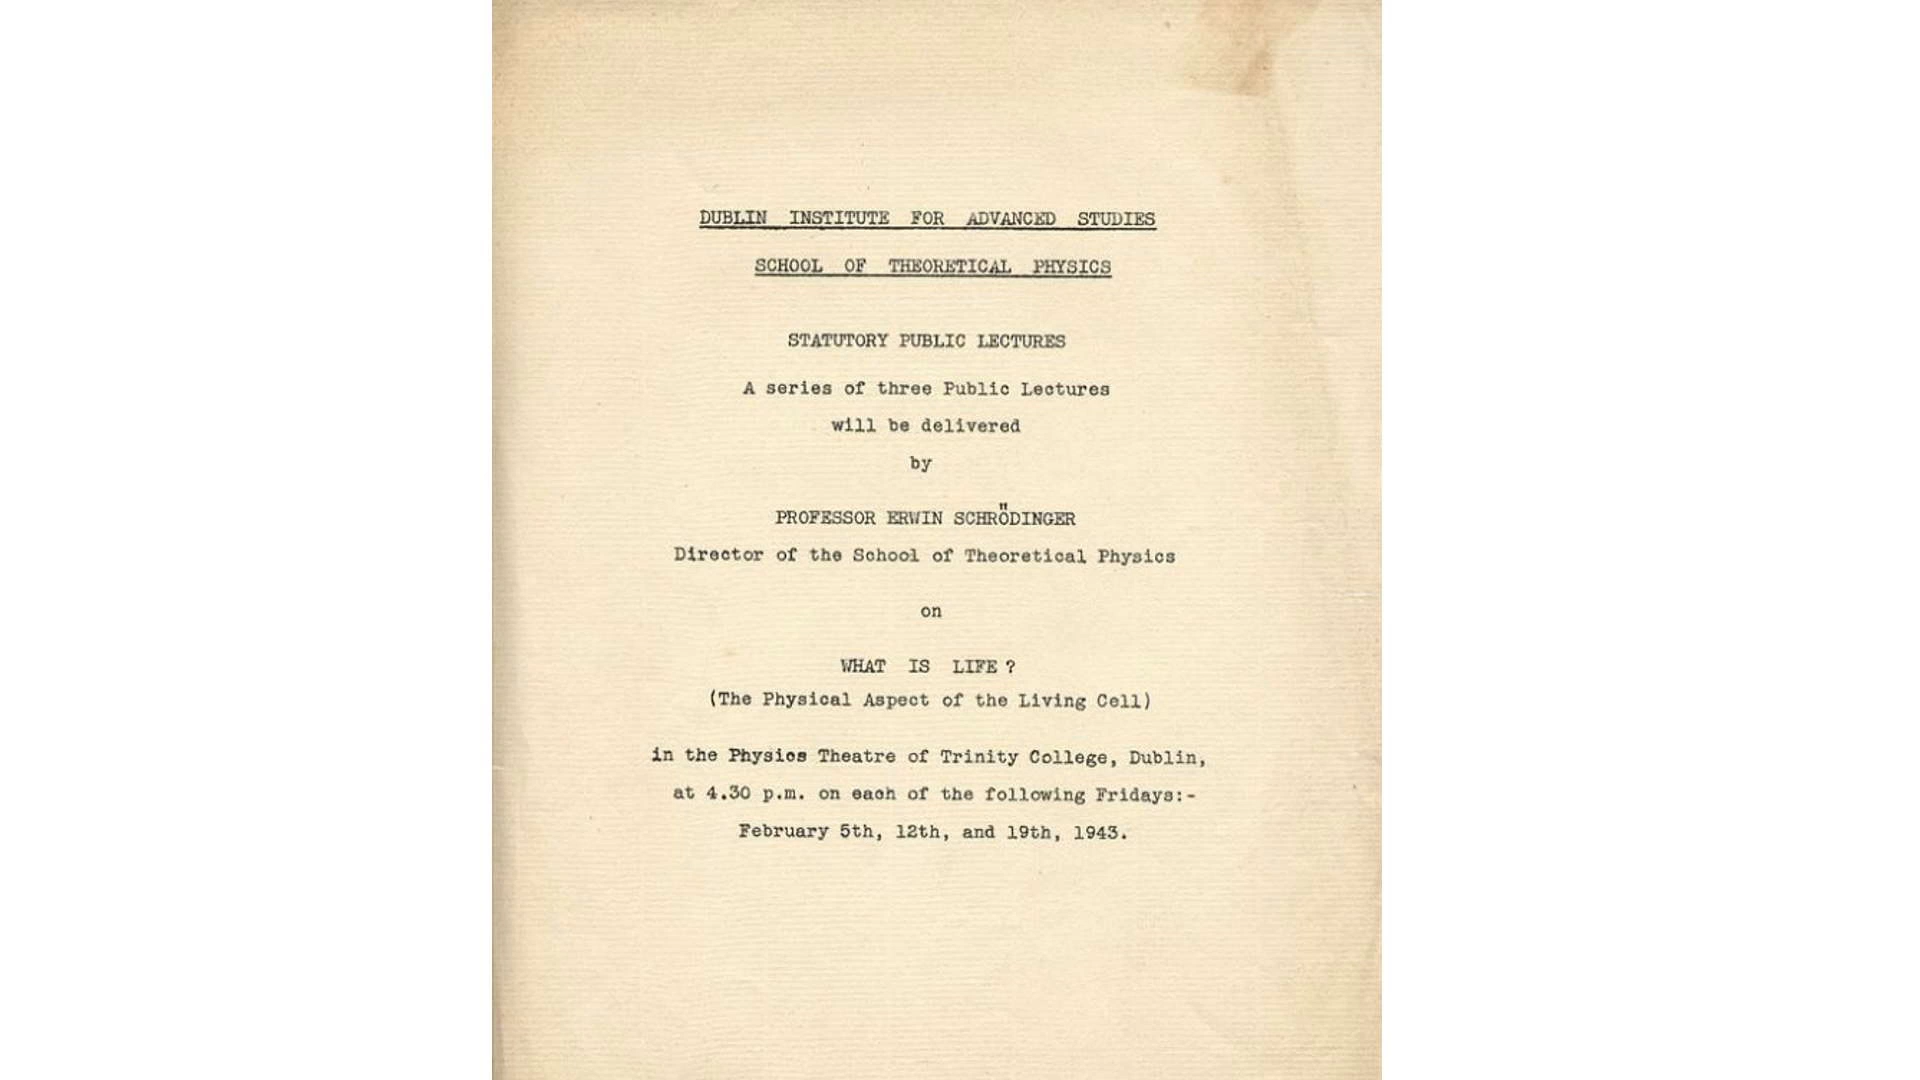 DUBLIN INSTITUTE FOR ADVANCED STUDIES
SCHOOL OF THEORETICAL PHYSICS
STATUTORY PUBLIC LECTURES
A series of three Public Lectures
will be delivered
by
PROFESSOR ERWIN SCHRÖDINGER
Director of the School of Theoretical Physics
on
WHAT IS LIFE ?
(The Physical Aspect of the Living Cell)
in the Physics Theatre of Trinity College, Dublin,
at 4.30 p.m. on each of the following Fridays:-
February 5th, 12th, and 19th, 1943.